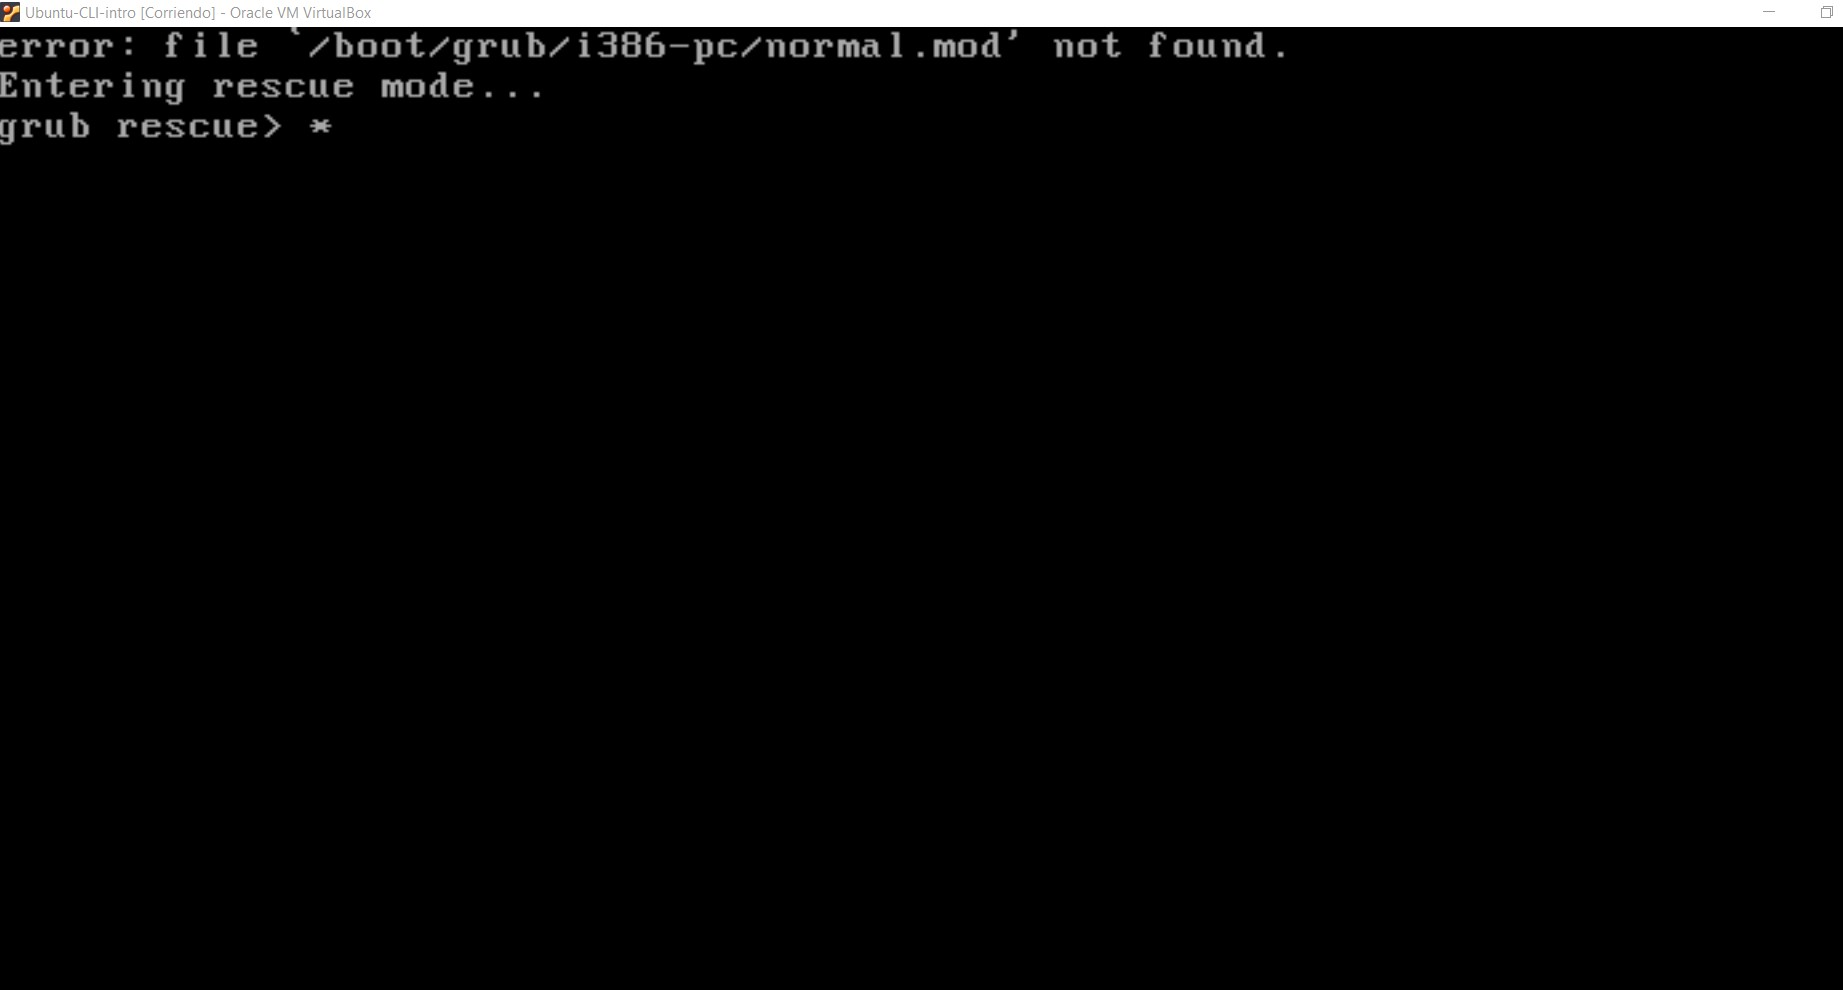 Ubuntu-CLI-intro [Corriendo] - Oracle VM VirtualBox
error: file `/boot/grub/i386-pc/normal.mod' not found.
Entering rescue mode...
grub rescue> *